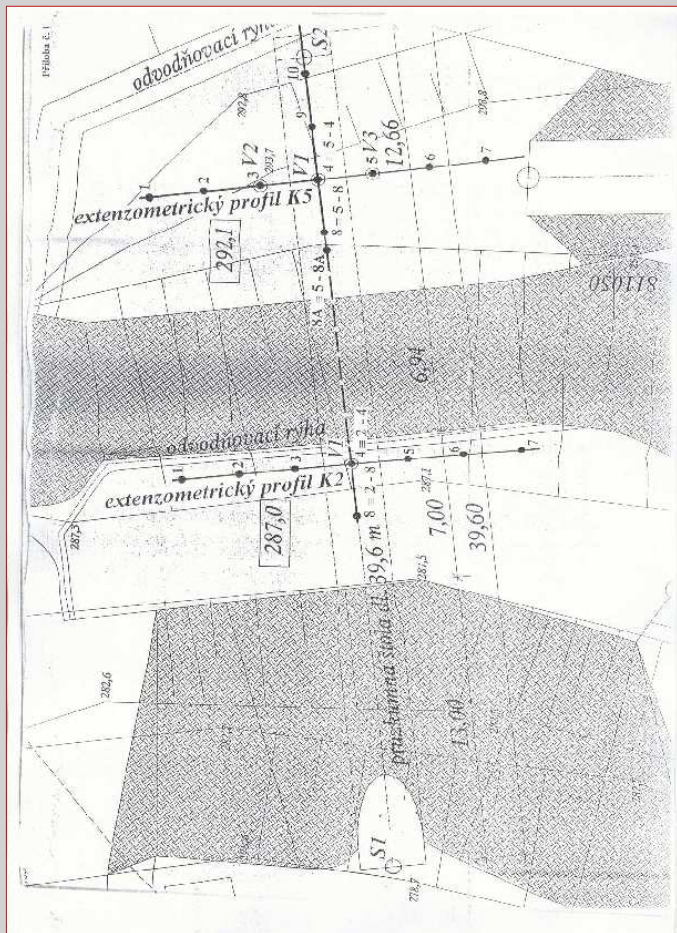 Příloha č. 1
odvodňovací rýha
S2
10
9
292,8
293,7
298,8
1
2
3 V2
V1
4 ≡ 5 - 4
5 V3
12,66
6
7
extenzometrický profil K5
8 ≡ 5 - 8
8A ≡ 5 - 8A
292,1
811050
6,94
odvodňovací rýha
V1
1
2
3
4 ≡ 2 - 4
5
6
7
extenzometrický profil K2
8 ≡ 2 - 8
287,0
287,1
287,3
287,5
7,00
39,60
průzkumná štola dl. 39,6 m
282,6
13,00
S1
278,7